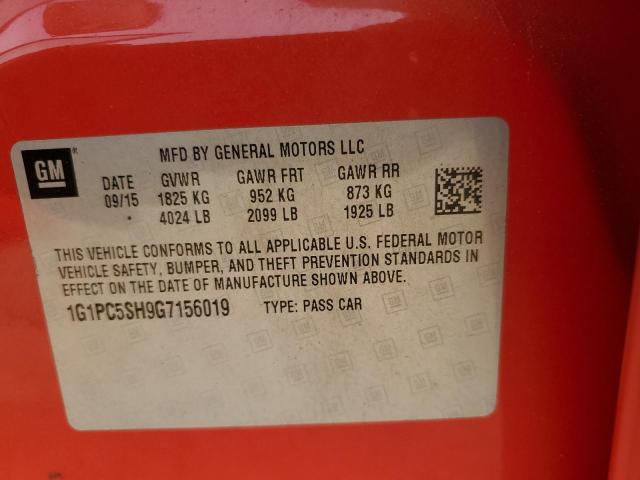 GM
MFD BY GENERAL MOTORS LLC
DATE GVWR GAWR FRT GAWR RR
09/15 1825 KG 952 KG 873 KG
4024 LB 2099 LB 1925 LB
THIS VEHICLE CONFORMS TO ALL APPLICABLE U.S. FEDERAL MOTOR
VEHICLE SAFETY, BUMPER, AND THEFT PREVENTION STANDARDS IN
EFFECT ON THE DATE OF MANUFACTURE SHOWN ABOVE.
1G1PC5SH9G7156019 TYPE: PASS CAR